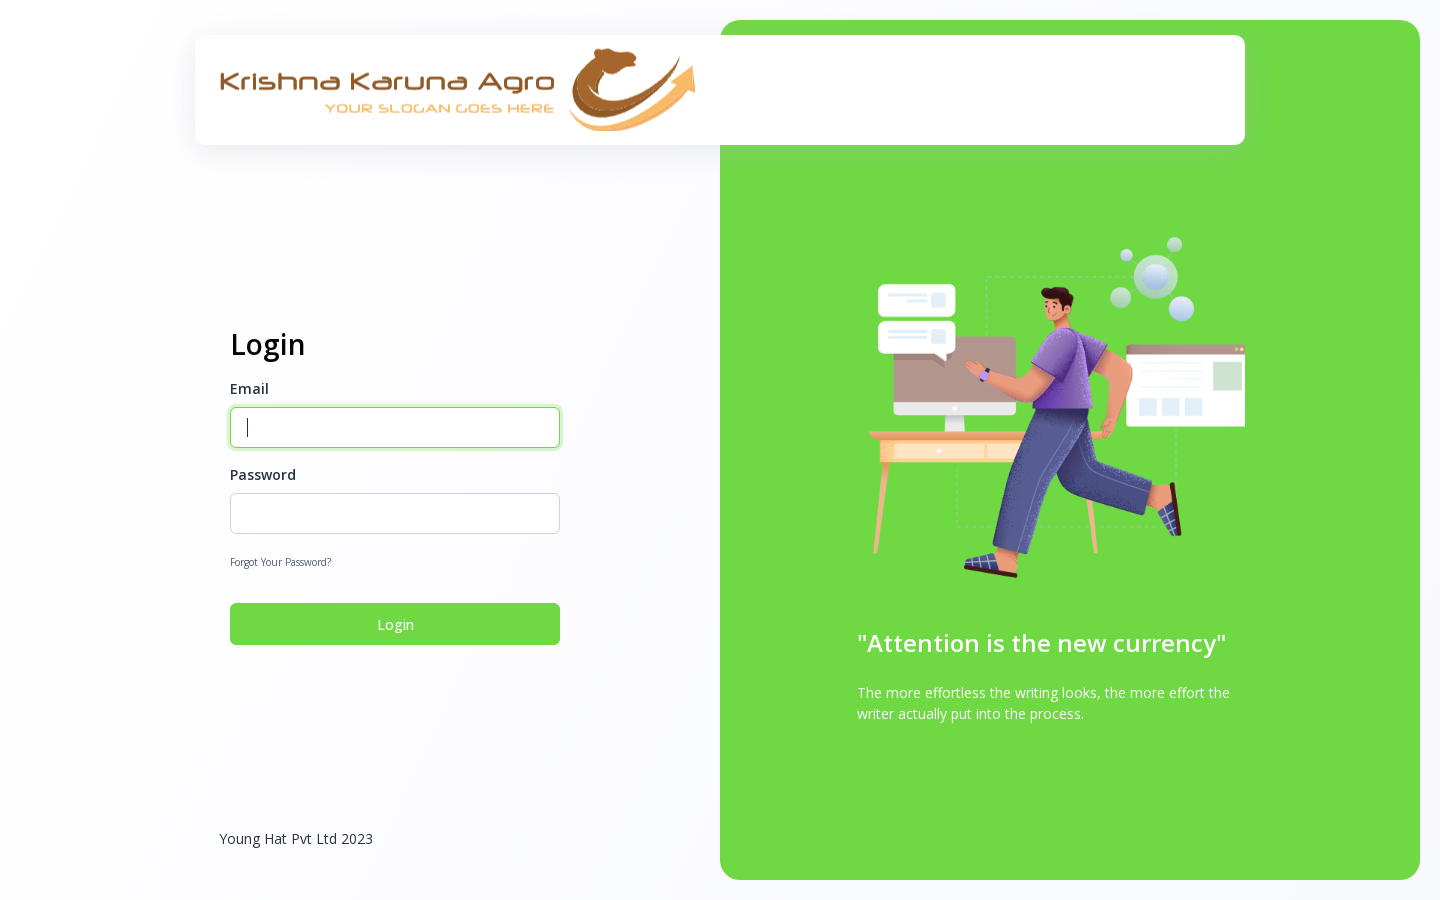 Krishna Karuna Agro
YOUR SLOGAN GOES HERE
Login
Email
Password
Forgot Your Password?
Login
Young Hat Pvt Ltd 2023
"Attention is the new currency"
The more effortless the writing looks, the more effort the
writer actually put into the process.